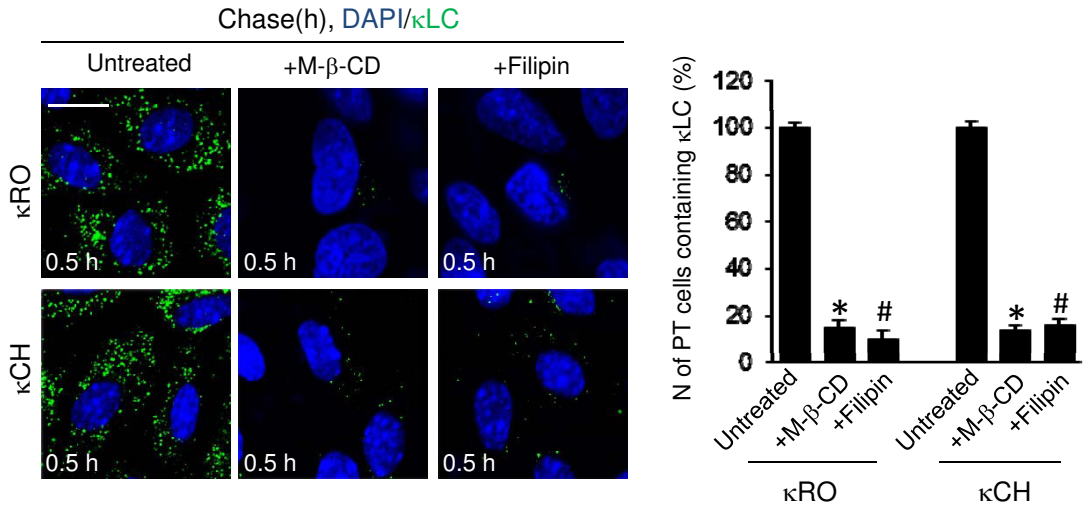 Chase(h), DAPI/κLC
Untreated
+M-β-CD
+Filipin
κRO
0.5 h
0.5 h
0.5 h
κCH
0.5 h
0.5 h
0.5 h
N of PT cells containing κLC (%)
120
100
80
60
40
20
0
*
#
*
#
Untreated
+M-β-CD
+Filipin
Untreated
+M-β-CD
+Filipin
κRO
κCH